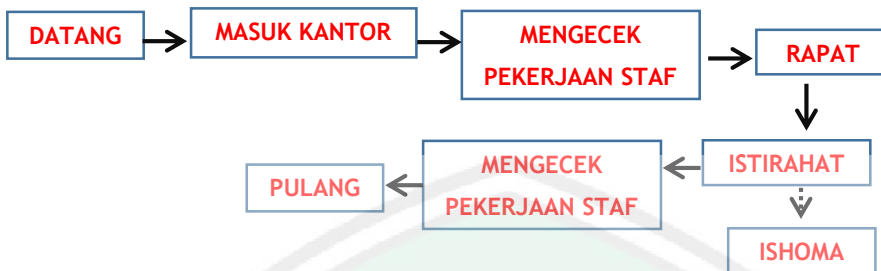 DATANG
MASUK KANTOR
MENGECEK
PEKERJAAN STAF
RAPAT
ISTIRAHAT
MENGECEK
PEKERJAAN STAF
PULANG
ISHOMA